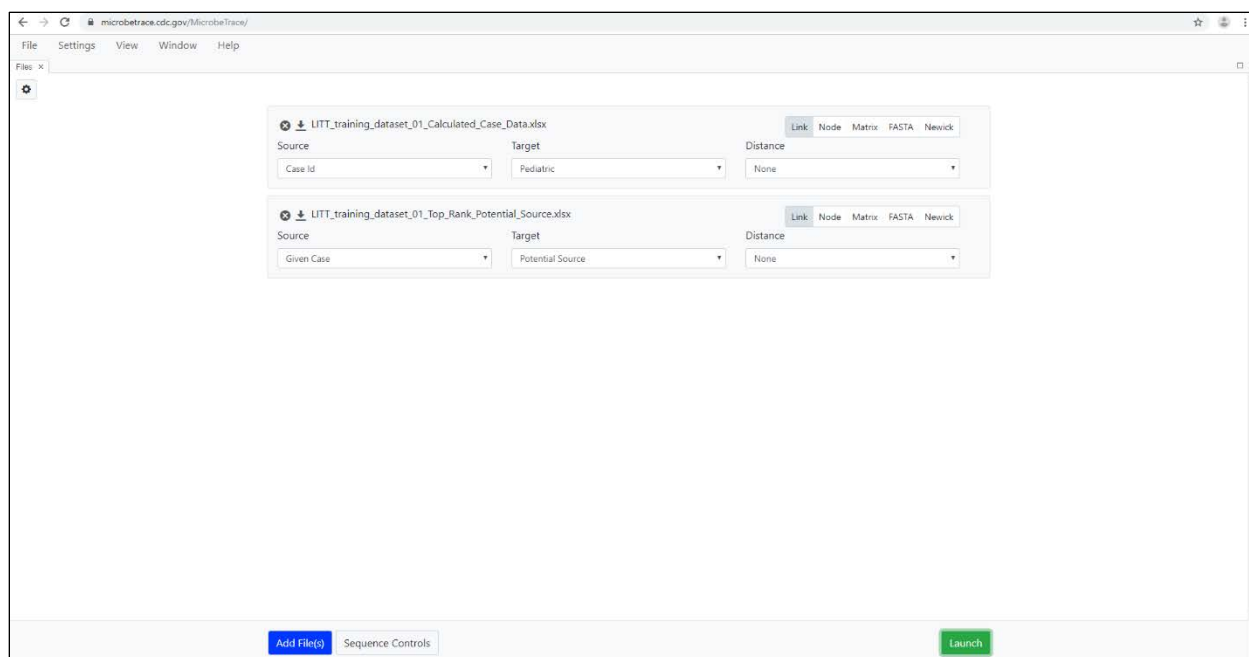 microbetrace.cdc.gov/MicrobeTrace/
File Settings View Window Help
Files ×
LITT_training_dataset_01_Calculated_Case_Data.xlsx Link Node Matrix FASTA Newick
Source Target Distance
Case Id Pediatric None
LITT_training_dataset_01_Top_Rank_Potential_Source.xlsx Link Node Matrix FASTA Newick
Source Target Distance
Given Case Potential Source None
Add File(s) Sequence Controls Launch